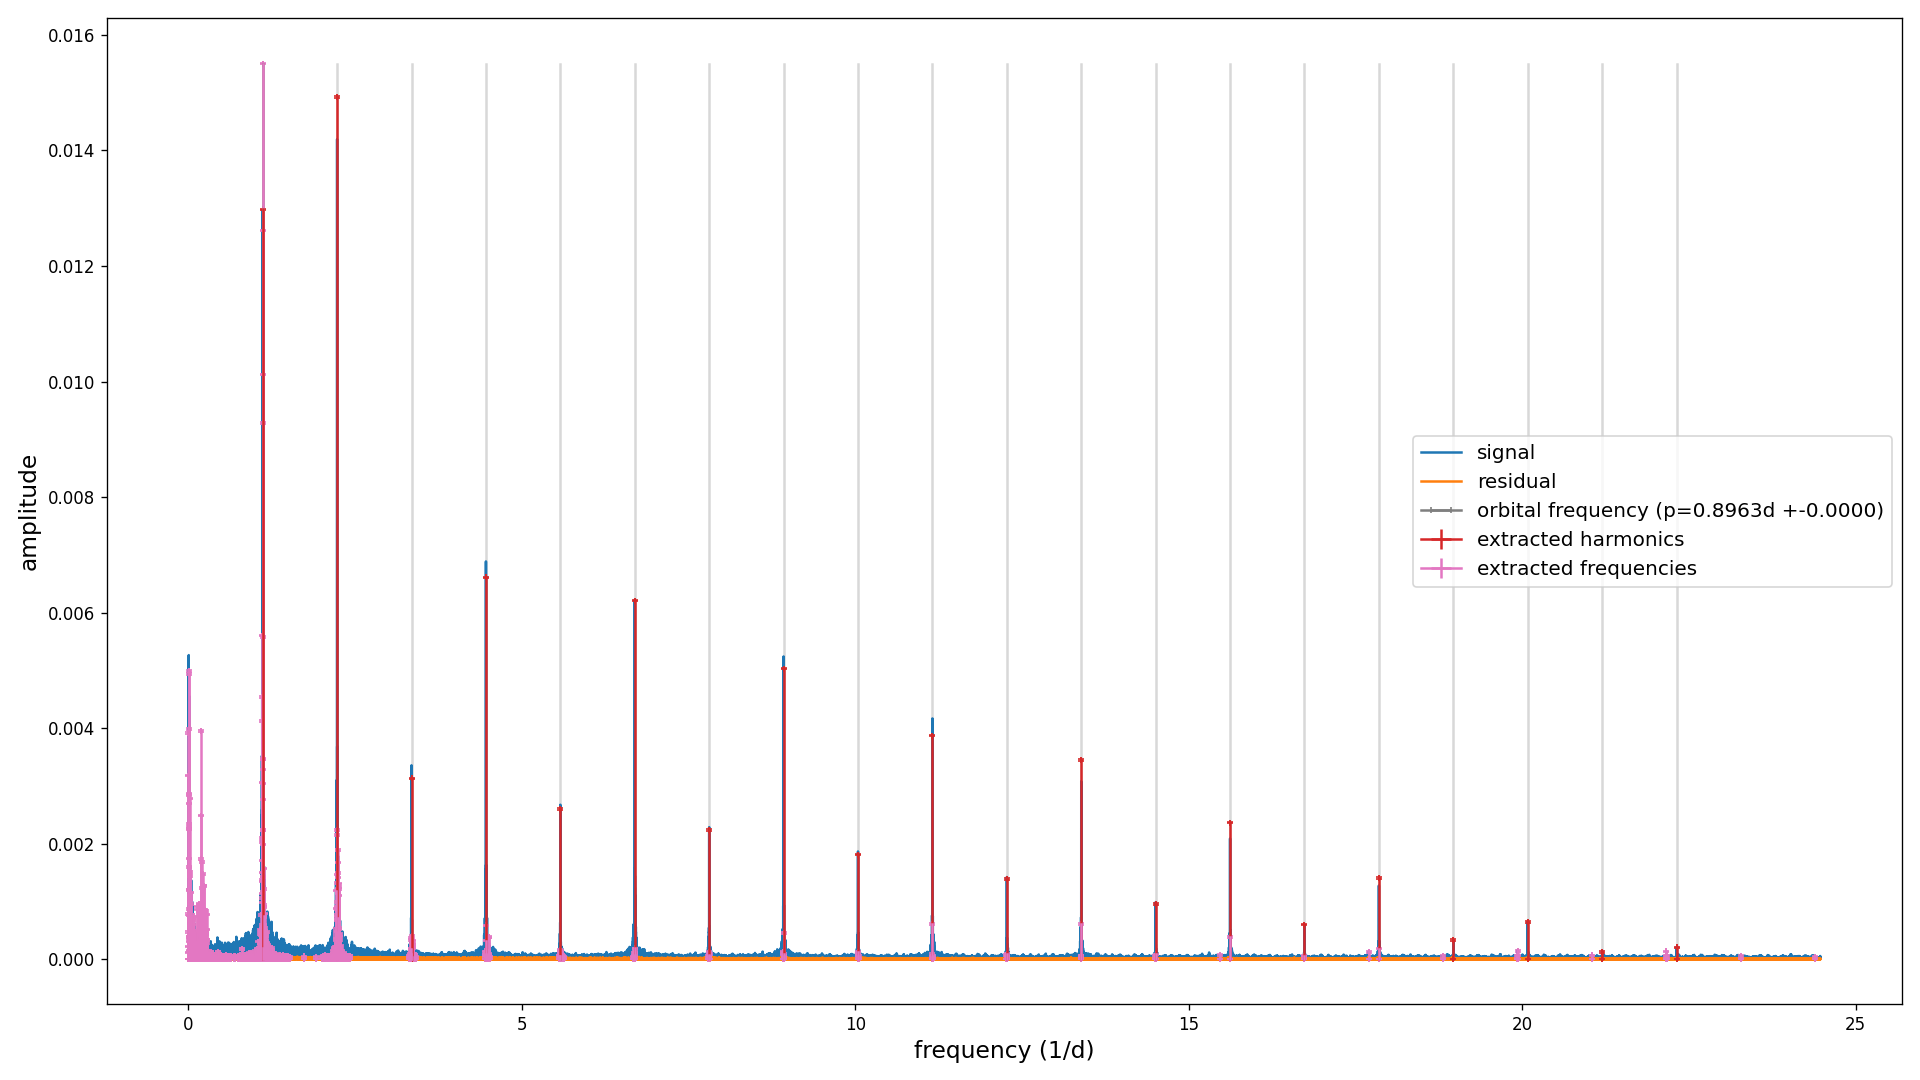 0.016
0.014
0.012
0.010
0.008
0.006
0.004
0.002
0.000
amplitude
signal
residual
orbital frequency (p=0.8963d +-0.0000)
extracted harmonics
extracted frequencies
0 5 10 15 20 25
frequency (1/d)